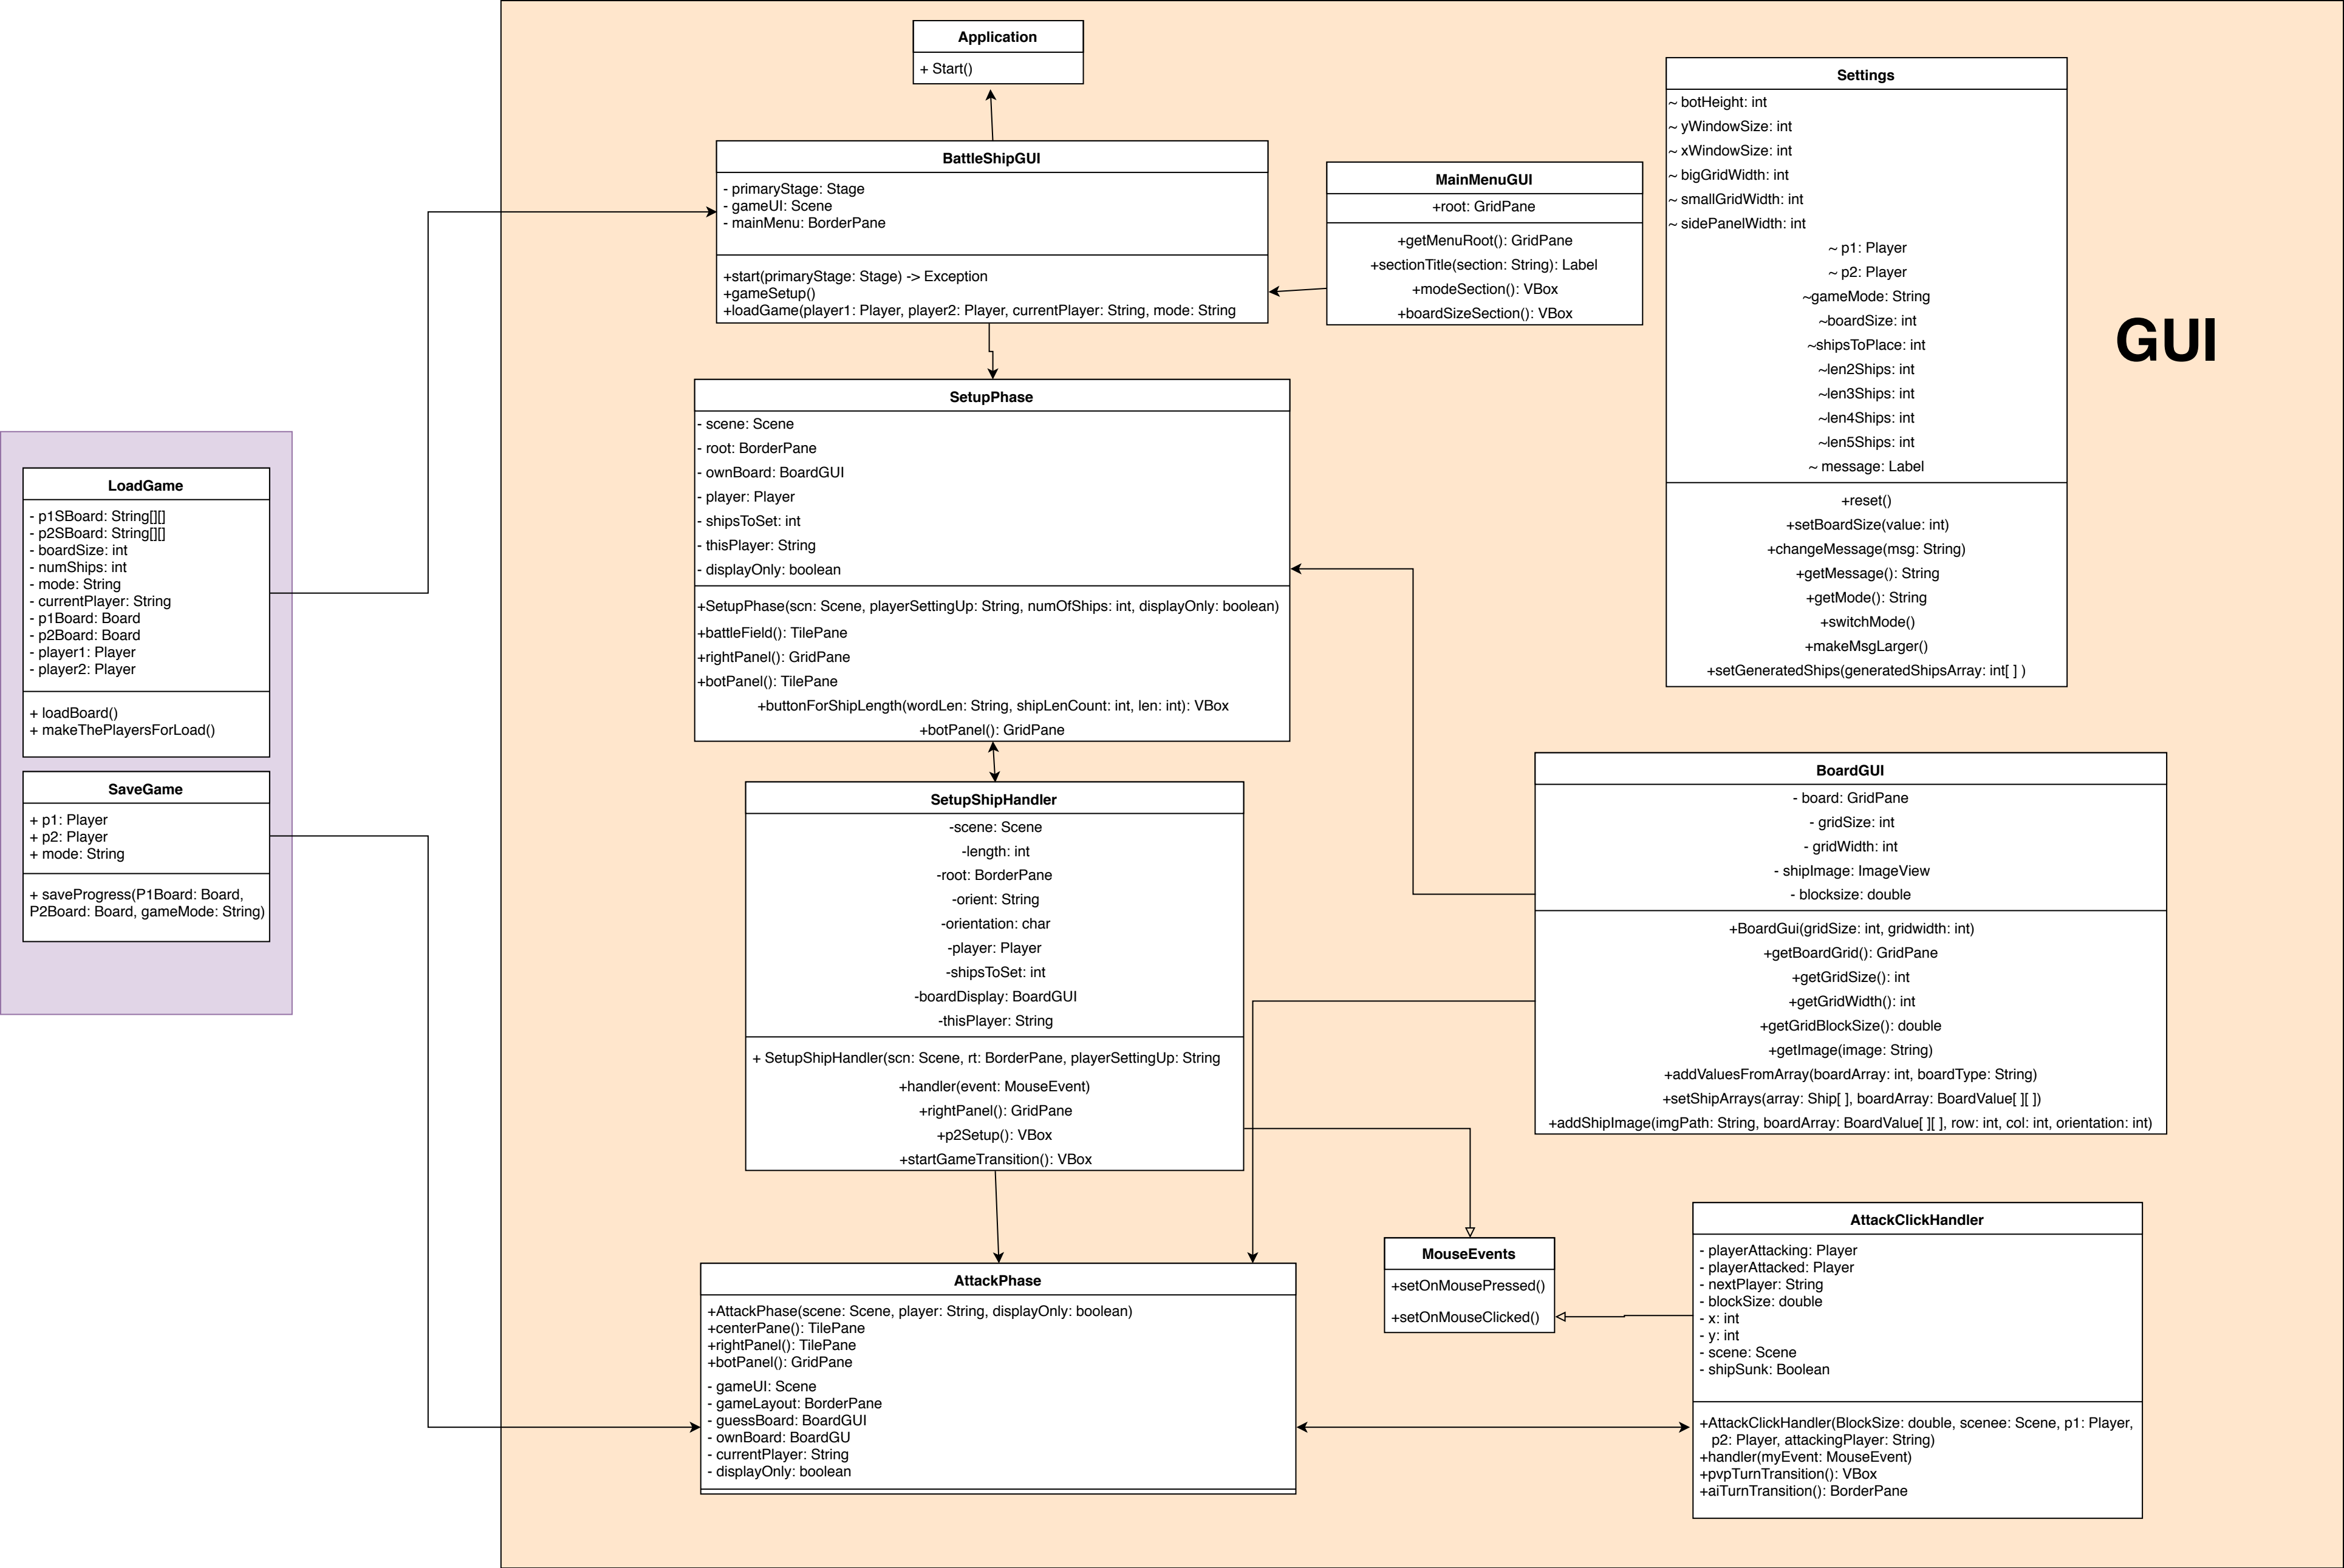 Application
+ Start()
BattleShipGUI
- primaryStage: Stage
- gameUI: Scene
- mainMenu: BorderPane
+start(primaryStage: Stage) -> Exception
+gameSetup()
+loadGame(player1: Player, player2: Player, currentPlayer: String, mode: String
MainMenuGUI
+root: GridPane
+getMenuRoot(): GridPane
+sectionTitle(section: String): Label
+modeSection(): VBox
+boardSizeSection(): VBox
Settings
~ botHeight: int
~ yWindowSize: int
~ xWindowSize: int
~ bigGridWidth: int
~ smallGridWidth: int
~ sidePanelWidth: int
~ p1: Player
~ p2: Player
~gameMode: String
~boardSize: int
~shipsToPlace: int
~len2Ships: int
~len3Ships: int
~len4Ships: int
~len5Ships: int
~ message: Label
+reset()
+setBoardSize(value: int)
+changeMessage(msg: String)
+getMessage(): String
+getMode(): String
+switchMode()
+makeMsgLarger()
+setGeneratedShips(generatedShipsArray: int[ ] )
GUI
SetupPhase
- scene: Scene
- root: BorderPane
- ownBoard: BoardGUI
- player: Player
- shipsToSet: int
- thisPlayer: String
- displayOnly: boolean
+SetupPhase(scn: Scene, playerSettingUp: String, numOfShips: int, displayOnly: boolean)
+battleField(): TilePane
+rightPanel(): GridPane
+botPanel(): TilePane
+buttonForShipLength(wordLen: String, shipLenCount: int, len: int): VBox
+botPanel(): GridPane
LoadGame
- p1SBoard: String[][]
- p2SBoard: String[][]
- boardSize: int
- numShips: int
- mode: String
- currentPlayer: String
- p1Board: Board
- p2Board: Board
- player1: Player
- player2: Player
+ loadBoard()
+ makeThePlayersForLoad()
SaveGame
+ p1: Player
+ p2: Player
+ mode: String
+ saveProgress(P1Board: Board,
P2Board: Board, gameMode: String)
SetupShipHandler
-scene: Scene
-length: int
-root: BorderPane
-orient: String
-orientation: char
-player: Player
-shipsToSet: int
-boardDisplay: BoardGUI
-thisPlayer: String
+ SetupShipHandler(scn: Scene, rt: BorderPane, playerSettingUp: String
+handler(event: MouseEvent)
+rightPanel(): GridPane
+p2Setup(): VBox
+startGameTransition(): VBox
BoardGUI
- board: GridPane
- gridSize: int
- gridWidth: int
- shipImage: ImageView
- blocksize: double
+BoardGui(gridSize: int, gridwidth: int)
+getBoardGrid(): GridPane
+getGridSize(): int
+getGridWidth(): int
+getGridBlockSize(): double
+getImage(image: String)
+addValuesFromArray(boardArray: int, boardType: String)
+setShipArrays(array: Ship[ ], boardArray: BoardValue[ ][ ])
+addShipImage(imgPath: String, boardArray: BoardValue[ ][ ], row: int, col: int, orientation: int)
AttackPhase
+AttackPhase(scene: Scene, player: String, displayOnly: boolean)
+centerPane(): TilePane
+rightPanel(): TilePane
+botPanel(): GridPane
- gameUI: Scene
- gameLayout: BorderPane
- guessBoard: BoardGUI
- ownBoard: BoardGU
- currentPlayer: String
- displayOnly: boolean
MouseEvents
+setOnMousePressed()
+setOnMouseClicked()
AttackClickHandler
- playerAttacking: Player
- playerAttacked: Player
- nextPlayer: String
- blockSize: double
- x: int
- y: int
- scene: Scene
- shipSunk: Boolean
+AttackClickHandler(BlockSize: double, scenee: Scene, p1: Player,
p2: Player, attackingPlayer: String)
+handler(myEvent: MouseEvent)
+pvpTurnTransition(): VBox
+aiTurnTransition(): BorderPane